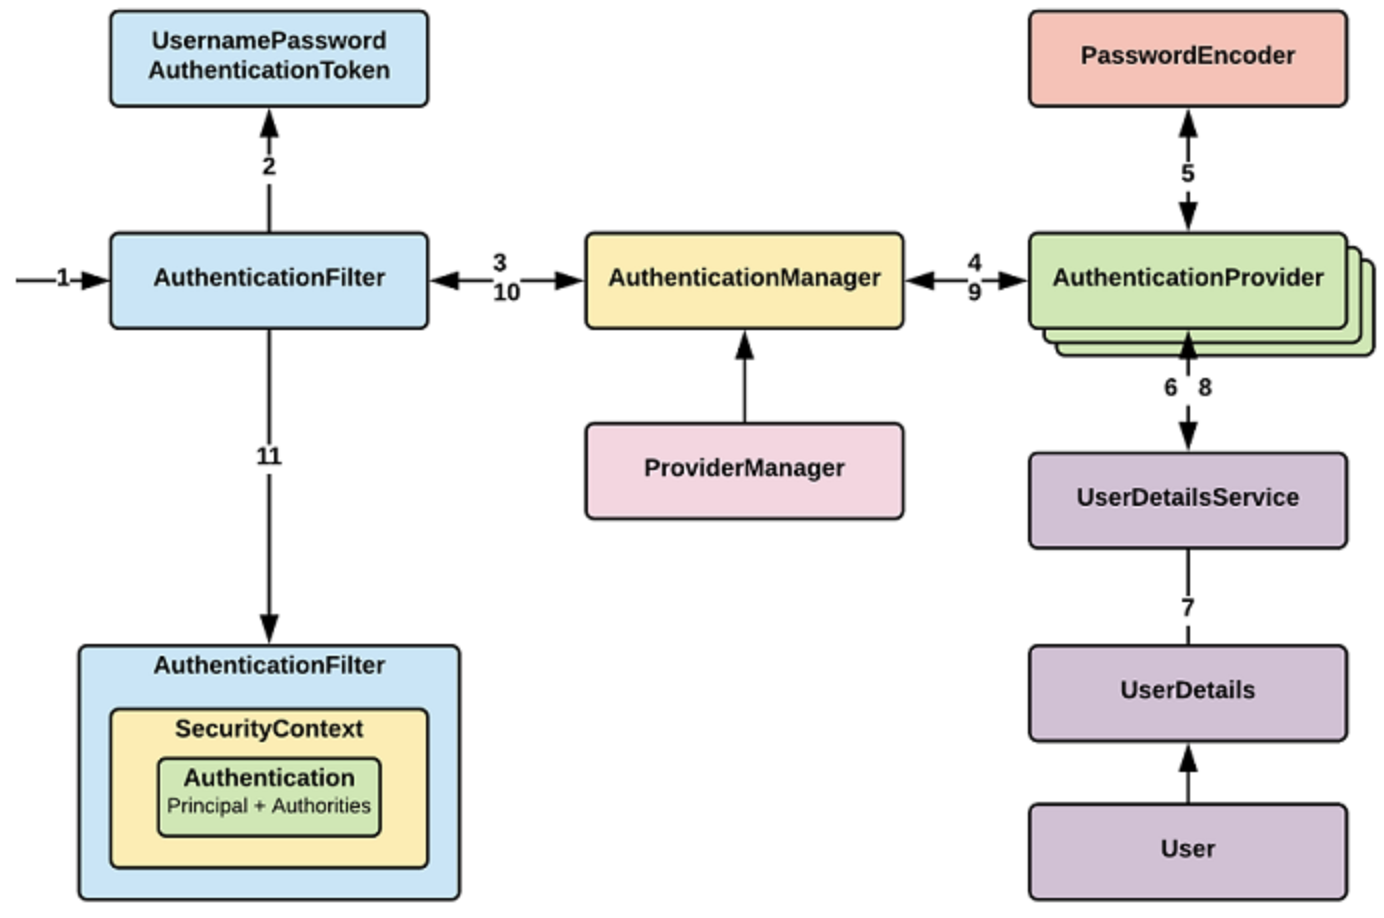 UsernamePassword
AuthenticationToken
PasswordEncoder
2
5
1
AuthenticationFilter
3
10
AuthenticationManager
4
9
AuthenticationProvider
6 8
11
ProviderManager
UserDetailsService
7
AuthenticationFilter
SecurityContext
Authentication
Principal + Authorities
UserDetails
User